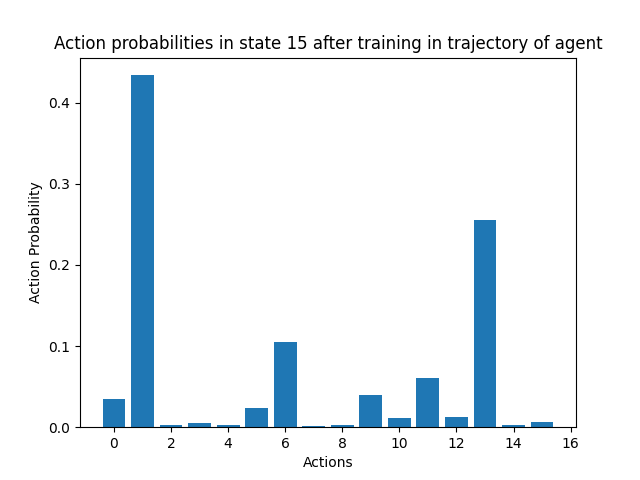 Action probabilities in state 15 after training in trajectory of agent
Action Probability
0.4
0.3
0.2
0.1
0.0
0 2 4 6 8 10 12 14 16
Actions